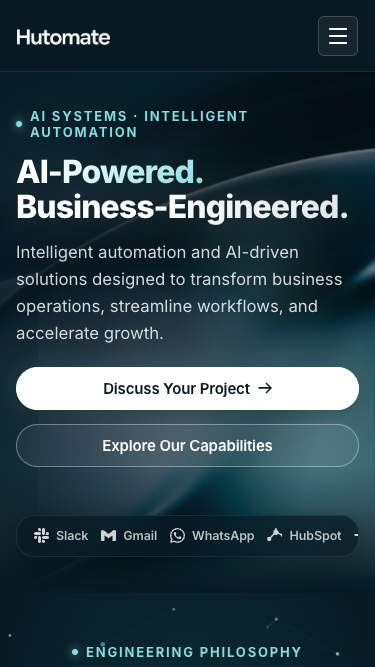 Hutomate
AI SYSTEMS · INTELLIGENT
AUTOMATION
AI-Powered.
Business-Engineered.
Intelligent automation and AI-driven
solutions designed to transform business
operations, streamline workflows, and
accelerate growth.
Discuss Your Project →
Explore Our Capabilities
Slack Gmail WhatsApp HubSpot
ENGINEERING PHILOSOPHY